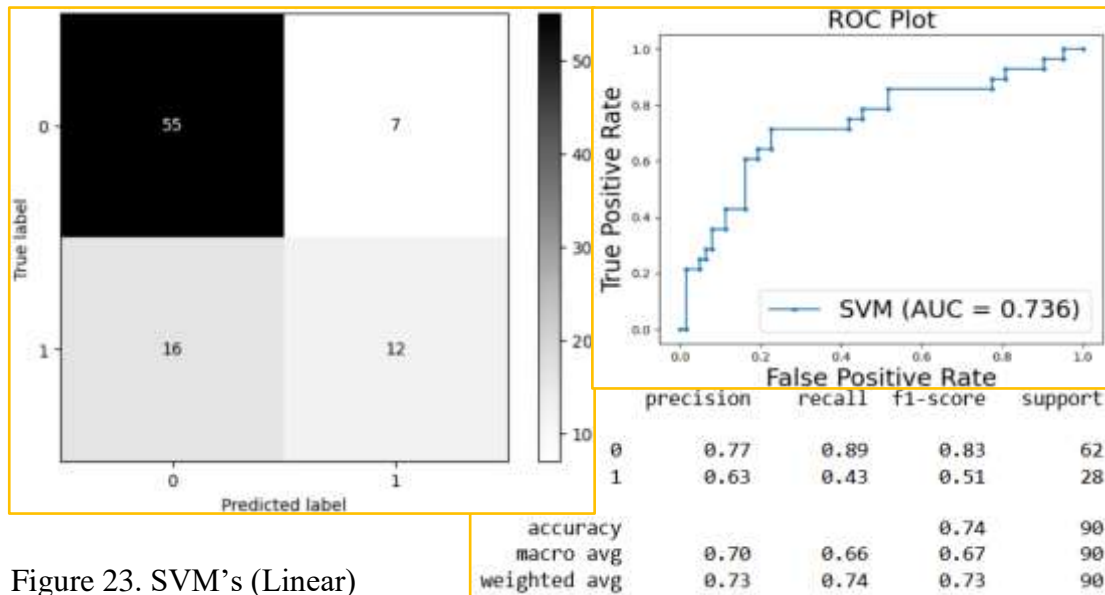 50
0
55
7
40
True label
30
1
16
12
20
10
0
1
Predicted label
ROC Plot
1.0
0.8
0.6
0.4
0.2
0.0
True Positive Rate
SVM (AUC = 0.736)
0.0 0.2 0.4 0.6 0.8 1.0
False Positive Rate
precision recall f1-score support
0 0.77 0.89 0.83 62
1 0.63 0.43 0.51 28
accuracy 0.74 90
macro avg 0.70 0.66 0.67 90
weighted avg 0.73 0.74 0.73 90
Figure 23. SVM's (Linear)